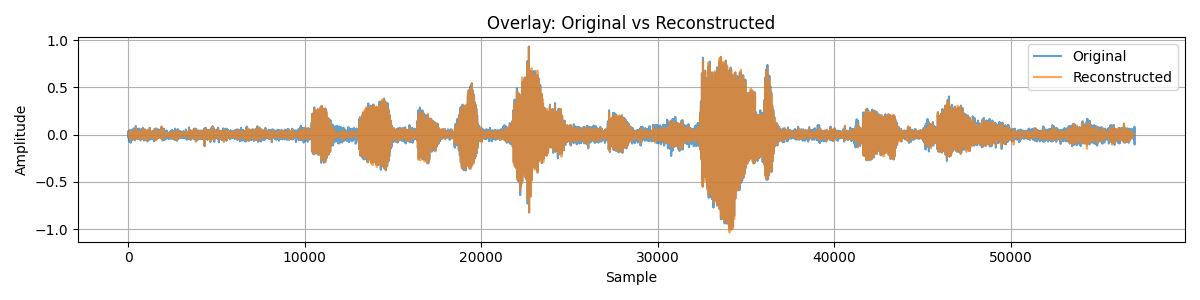 Overlay: Original vs Reconstructed
1.0
0.5
0.0
−0.5
−1.0
Amplitude
Original
Reconstructed
0 10000 20000 30000 40000 50000
Sample